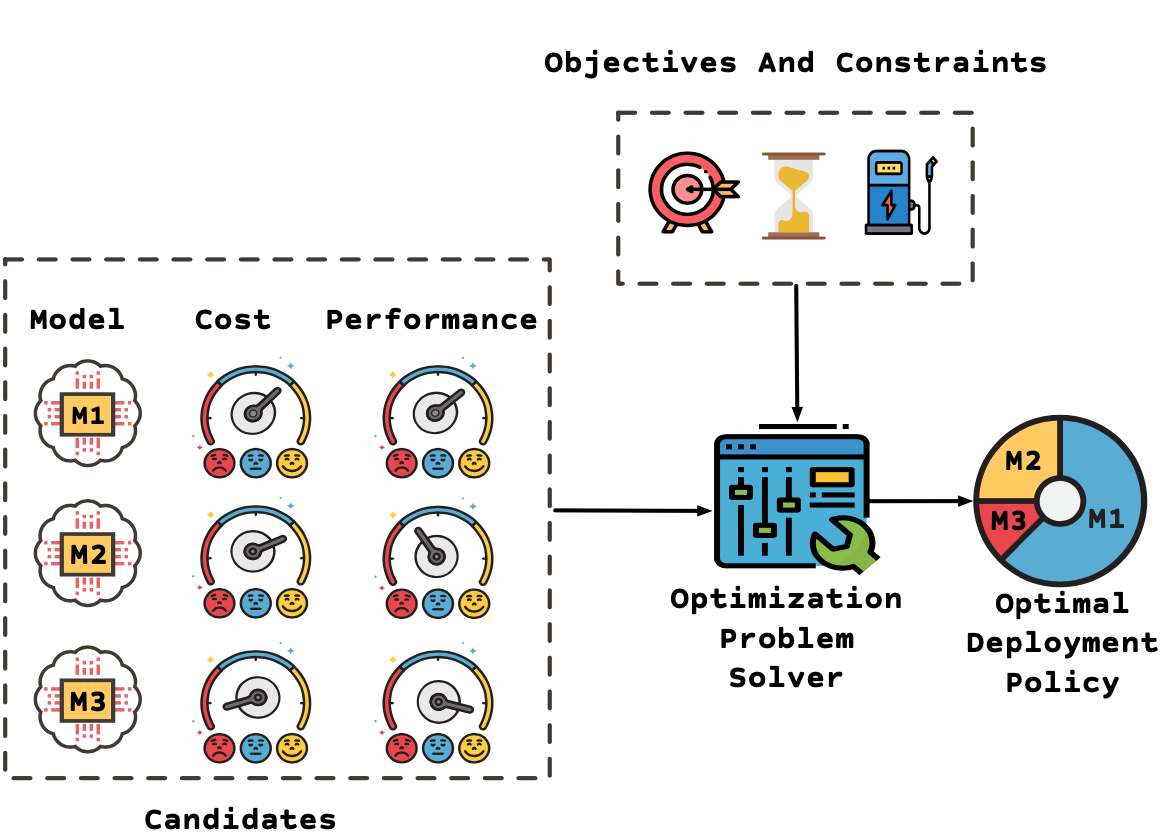 Objectives And Constraints
Model Cost Performance
M1
M2
M3
Candidates
Optimization
Problem
Solver
M2
M3
M1
Optimal
Deployment
Policy